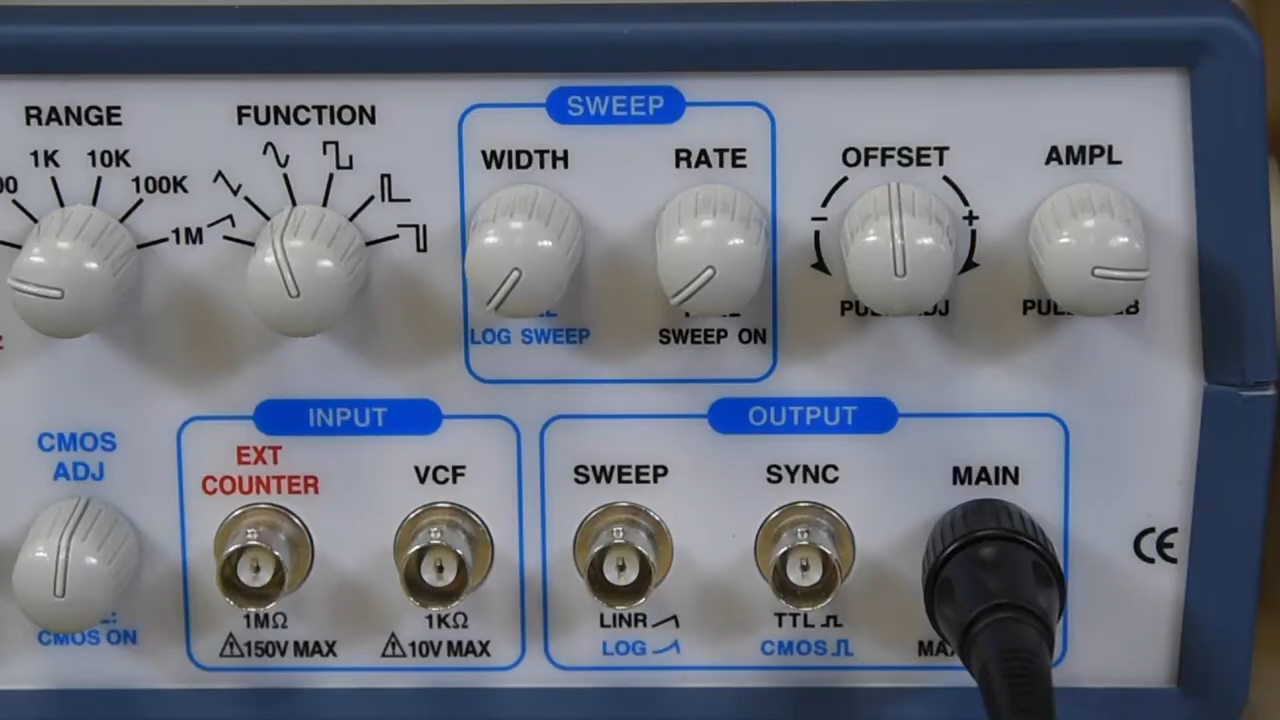 RANGE
1K 10K
00 100K
1M
FUNCTION
SWEEP
WIDTH
RATE
LOG SWEEP
SWEEP ON
OFFSET
- +
AMPL
CMOS
ADJ
CMOS ON
INPUT
EXT
COUNTER
VCF
1MΩ
150V MAX
1KΩ
10V MAX
OUTPUT
SWEEP
SYNC
MAIN
LINR
LOG
TTL
CMOS
CE